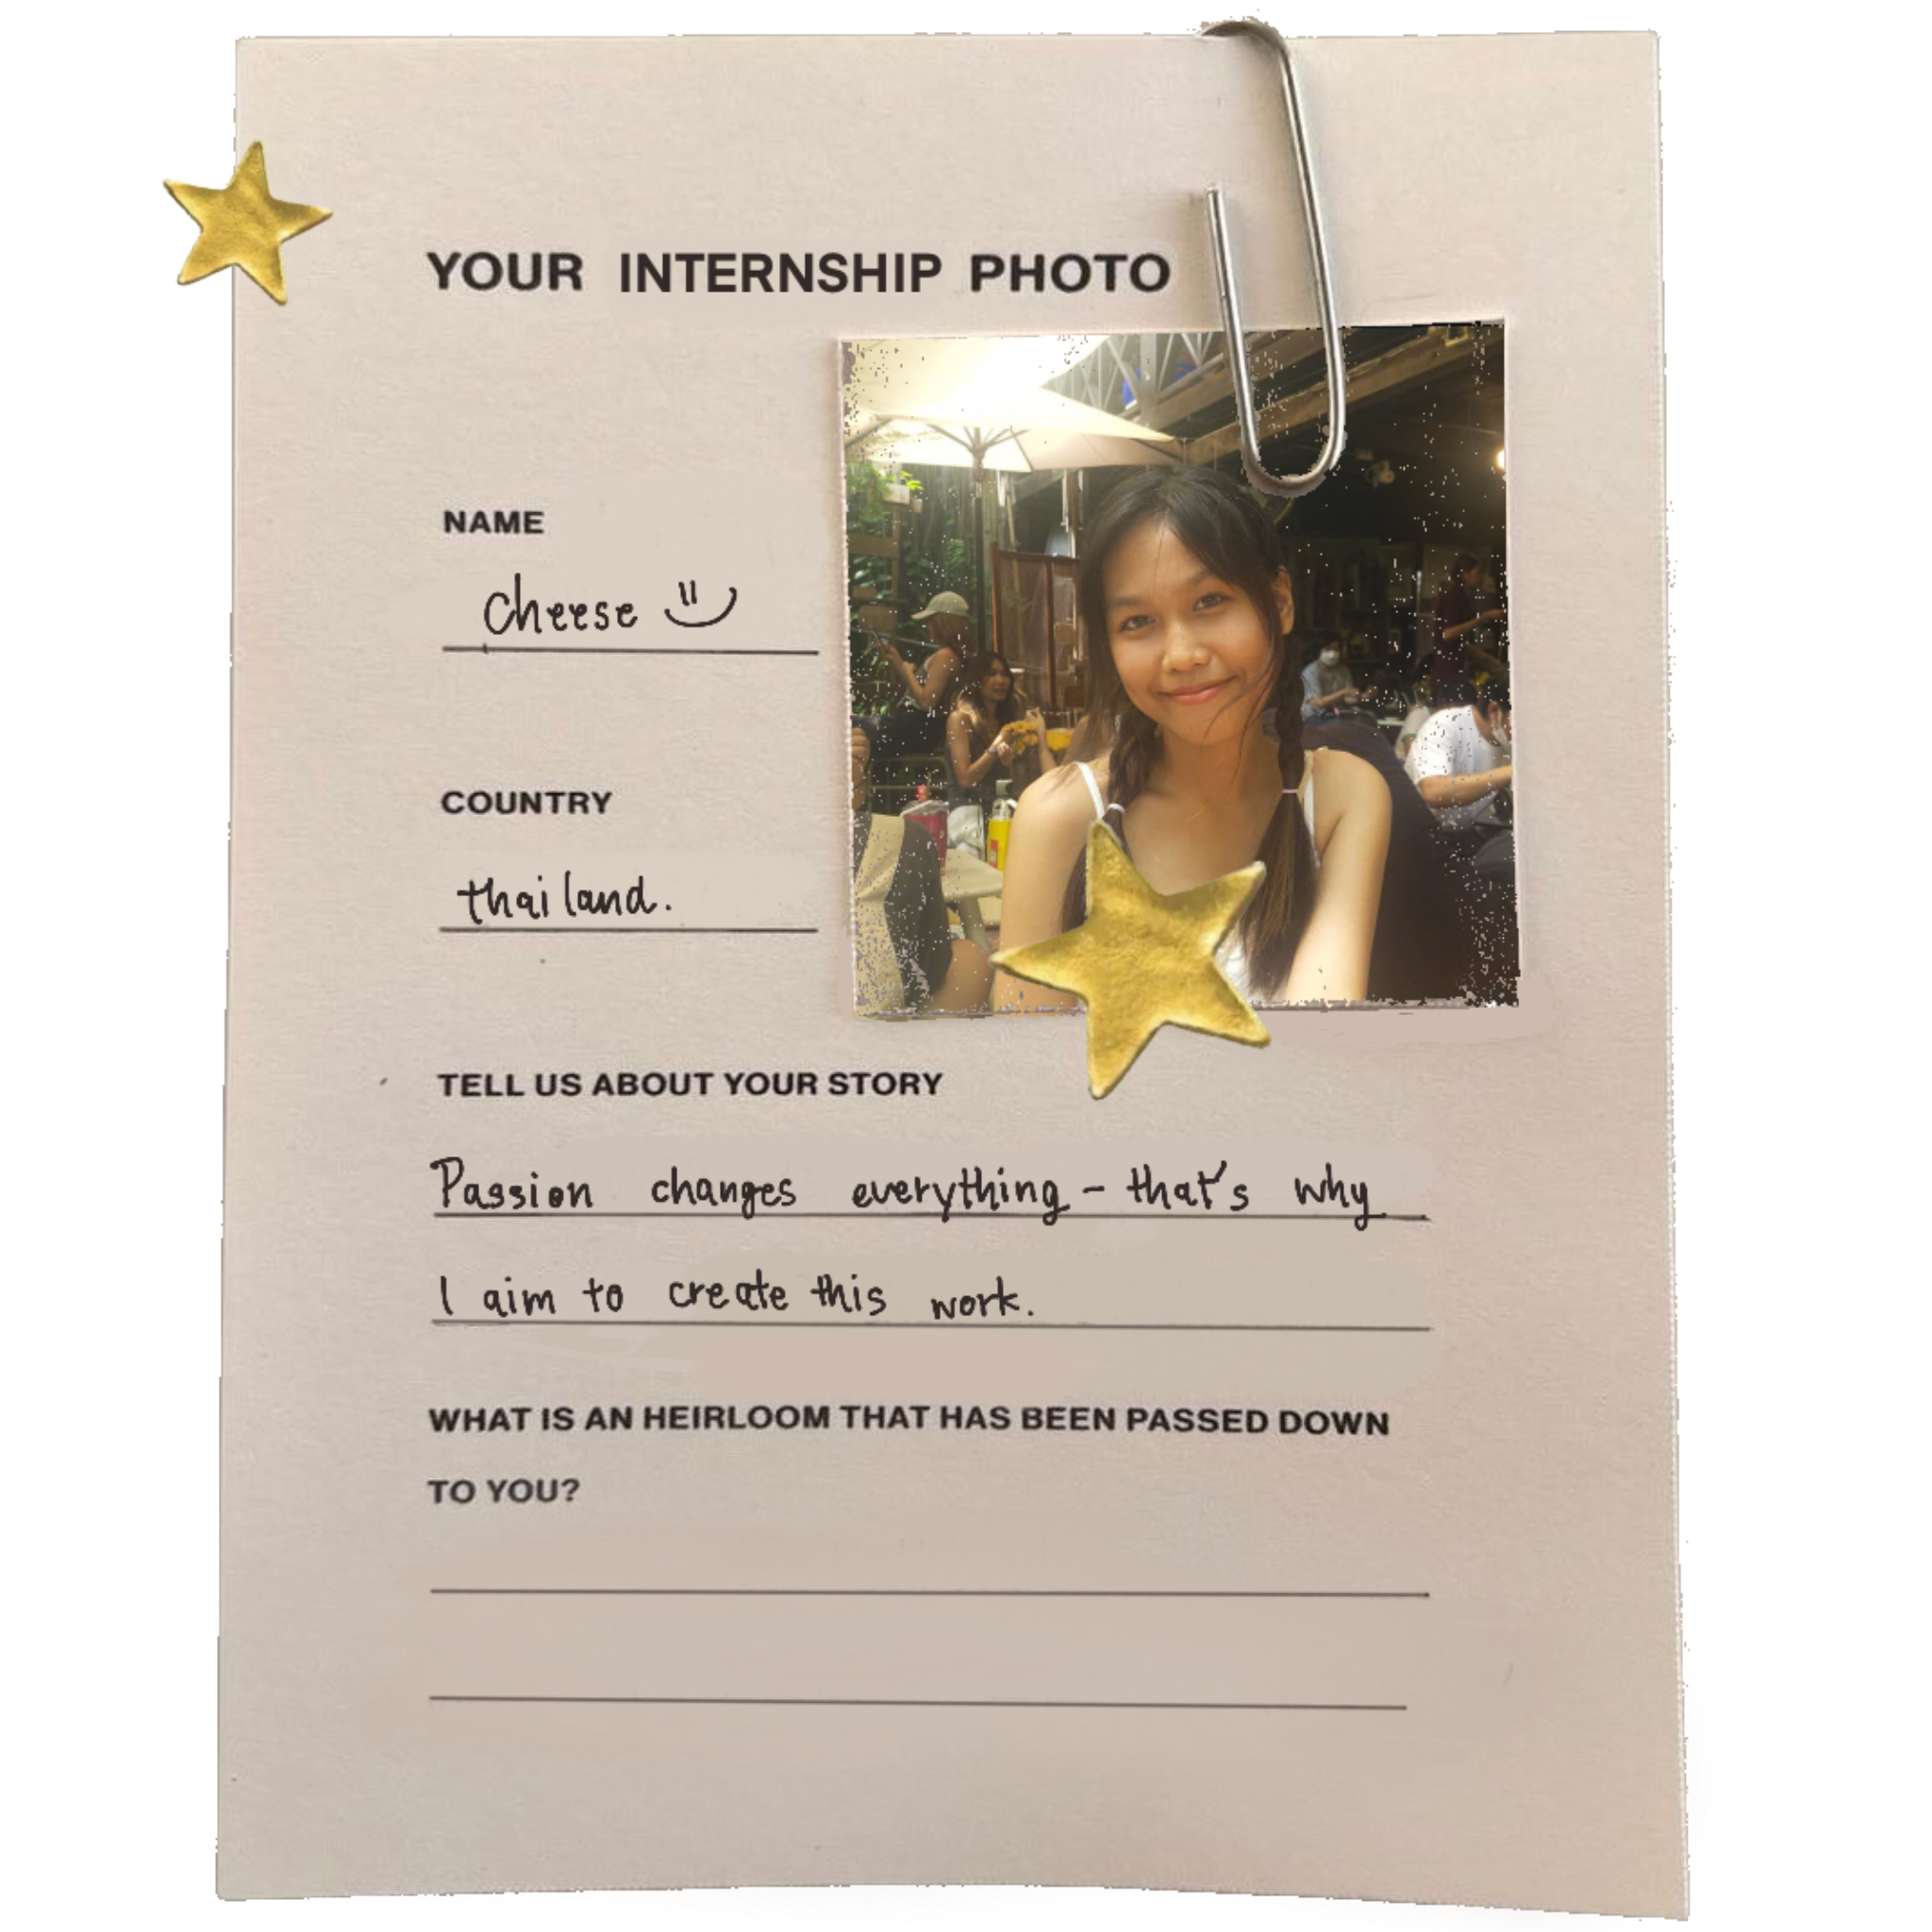 YOUR INTERNSHIP PHOTO
NAME
Cheese
COUNTRY
thailand.
TELL US ABOUT YOUR STORY
Passion changes everything - that's why
I aim to create this work.
WHAT IS AN HEIRLOOM THAT HAS BEEN PASSED DOWN
TO YOU?